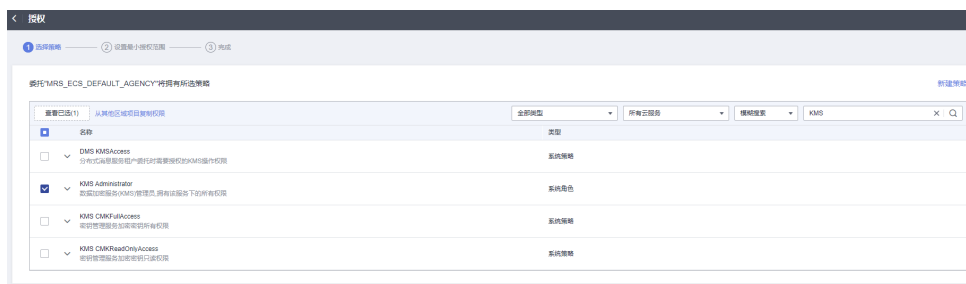 < 授权
1 选择策略 2 设置最小授权范围 3 完成
委托"MRS_ECS_DEFAULT_AGENCY"将拥有所选策略 新建策略
查看已选(1) 从其他区域项目复制权限 全部类型 所有云服务 模糊搜索 KMS
名称 类型
DMS KMSAccess
分布式消息服务租户委托时需要授权的KMS操作权限
系统策略
KMS Administrator
数据加密服务(KMS)管理员,拥有该服务下的所有权限
系统角色
KMS CMKFullAccess
密钥管理服务加密密钥所有权限
系统策略
KMS CMKReadOnlyAccess
密钥管理服务加密密钥只读权限
系统策略